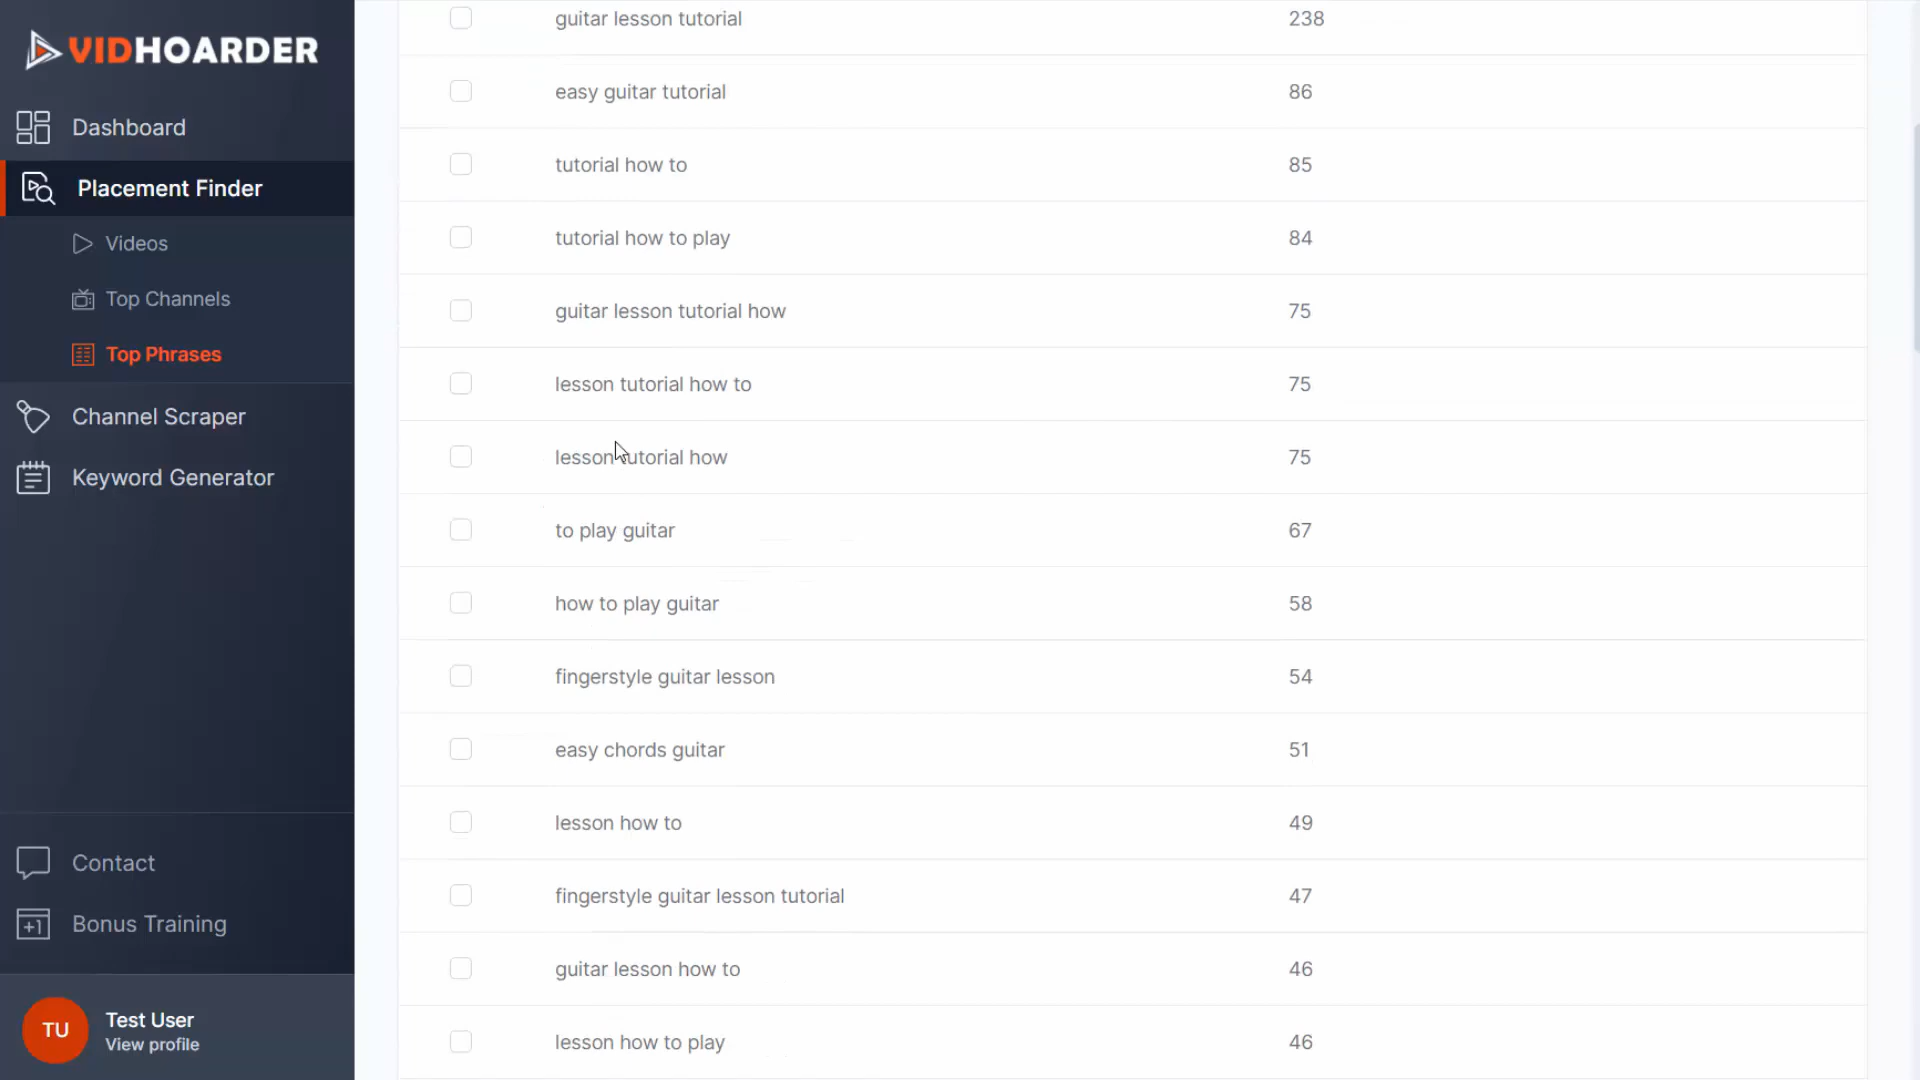 VIDHOARDER
Dashboard
Placement Finder
Videos
Top Channels
Top Phrases
Channel Scraper
Keyword Generator
Contact
+1 Bonus Training
TU
Test User
View profile
guitar lesson tutorial 238
easy guitar tutorial 86
tutorial how to 85
tutorial how to play 84
guitar lesson tutorial how 75
lesson tutorial how to 75
lesson tutorial how 75
to play guitar 67
how to play guitar 58
fingerstyle guitar lesson 54
easy chords guitar 51
lesson how to 49
fingerstyle guitar lesson tutorial 47
guitar lesson how to 46
lesson how to play 46